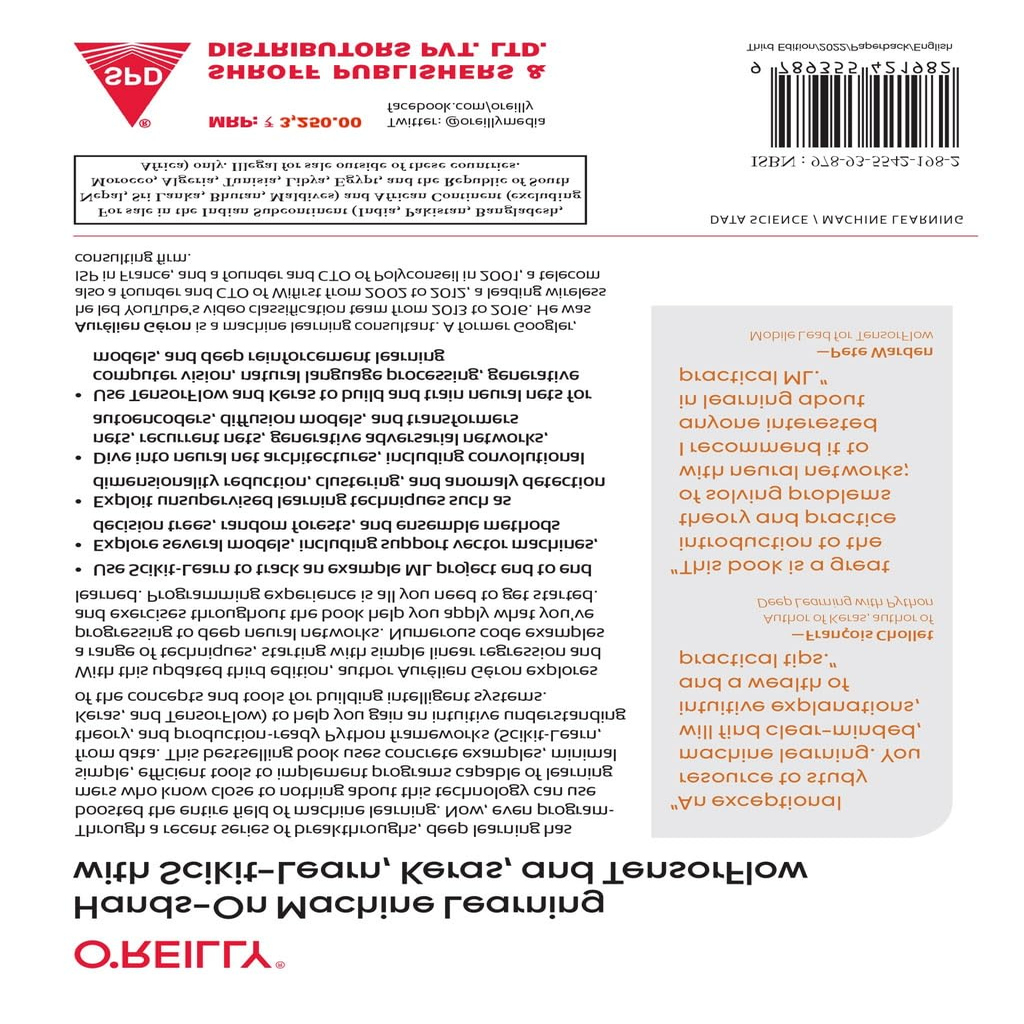 O'REILLY®
Hands-On Machine Learning
with Scikit-Learn, Keras, and TensorFlow
Through a recent series of breakthroughs, deep learning has
boosted the entire field of machine learning. Now, even program-
mers who know close to nothing about this technology can use
simple, efficient tools to implement programs capable of learning
from data. This bestselling book uses concrete examples, minimal
theory, and production-ready Python frameworks (Scikit-Learn,
Keras, and TensorFlow) to help you gain an intuitive understanding
of the concepts and tools for building intelligent systems.
With this updated third edition, author Aurélien Géron explores
a range of techniques, starting with simple linear regression and
progressing to deep neural networks. Numerous code examples
and exercises throughout the book help you apply what you've
learned. Programming experience is all you need to get started.
• Use Scikit-Learn to track an example ML project end to end
• Explore several models, including support vector machines,
decision trees, random forests, and ensemble methods
• Exploit unsupervised learning techniques such as
dimensionality reduction, clustering, and anomaly detection
• Dive into neural net architectures, including convolutional
nets, recurrent nets, generative adversarial networks,
autoencoders, diffusion models, and transformers
• Use TensorFlow and Keras to build and train neural nets for
computer vision, natural language processing, generative
models, and deep reinforcement learning
Aurélien Géron is a machine learning consultant. A former Googler,
he led YouTube's video classification team from 2013 to 2016. He was
also a founder and CTO of Wifirst from 2002 to 2012, a leading wireless
ISP in France, and a founder and CTO of Polyconseil in 2001, a telecom
consulting firm.
"An exceptional
resource to study
machine learning. You
will find clear-minded,
intuitive explanations,
and a wealth of
practical tips."
—François Chollet
Author of Keras, author of
Deep Learning with Python
"This book is a great
introduction to the
theory and practice
of solving problems
with neural networks;
I recommend it to
anyone interested
in learning about
practical ML."
—Pete Warden
Mobile Lead for TensorFlow
DATA SCIENCE / MACHINE LEARNING
For sale in the Indian Subcontinent (India, Pakistan, Bangladesh,
Nepal, Sri Lanka, Bhutan, Maldives) and African Continent (excluding
Morocco, Algeria, Tunisia, Libya, Egypt, and the Republic of South
Africa) only. Illegal for sale outside of these countries.
MRP: ₹ 3,250.00
Twitter: @oreillymedia
facebook.com/oreilly
SPD®
SHROFF PUBLISHERS &
DISTRIBUTORS PVT. LTD.
ISBN : 978-93-5542-198-2
9 789355 421982
Third Edition/2022/Paperback/English